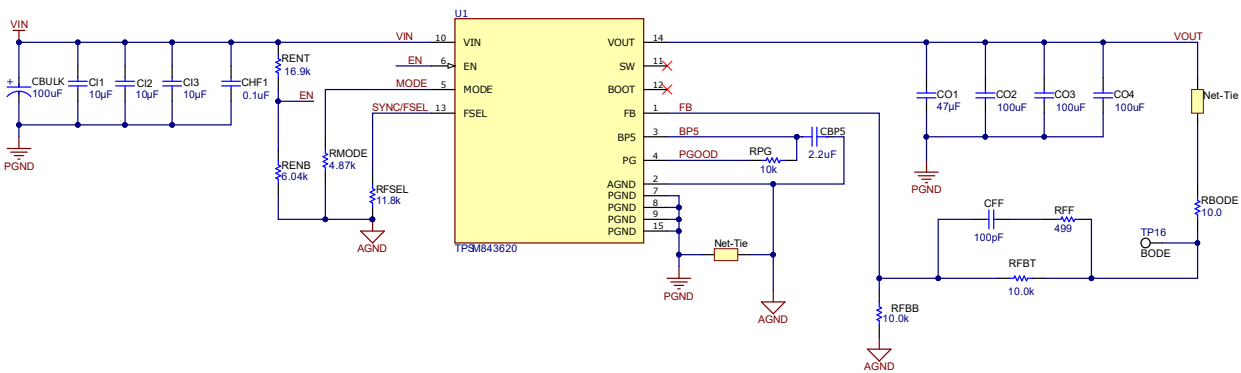 VIN
CBULK
100uF
CI1
10µF
CI2
10µF
CI3
10µF
CHF1
0.1uF
PGND
RENT
16.9k
EN
RENB
6.04k
RMODE
4.87k
RFSEL
11.8k
AGND
VIN
EN
MODE
SYNC/FSEL
10
6
5
13
U1
VIN
EN
MODE
FSEL
VOUT
SW
BOOT
FB
BP5
PG
AGND
PGND
PGND
PGND
PGND
TPSM843620
14
11
12
1
3
4
2
7
8
9
15
FB
BP5
PGOOD
RPG
10k
CBP5
2.2uF
Net-Tie
PGND
AGND
VOUT
CO1
47µF
CO2
100uF
CO3
100uF
CO4
100uF
PGND
Net-Tie
RBODE
10.0
TP16
BODE
CFF
100pF
RFF
499
RFBT
10.0k
RFBB
10.0k
AGND